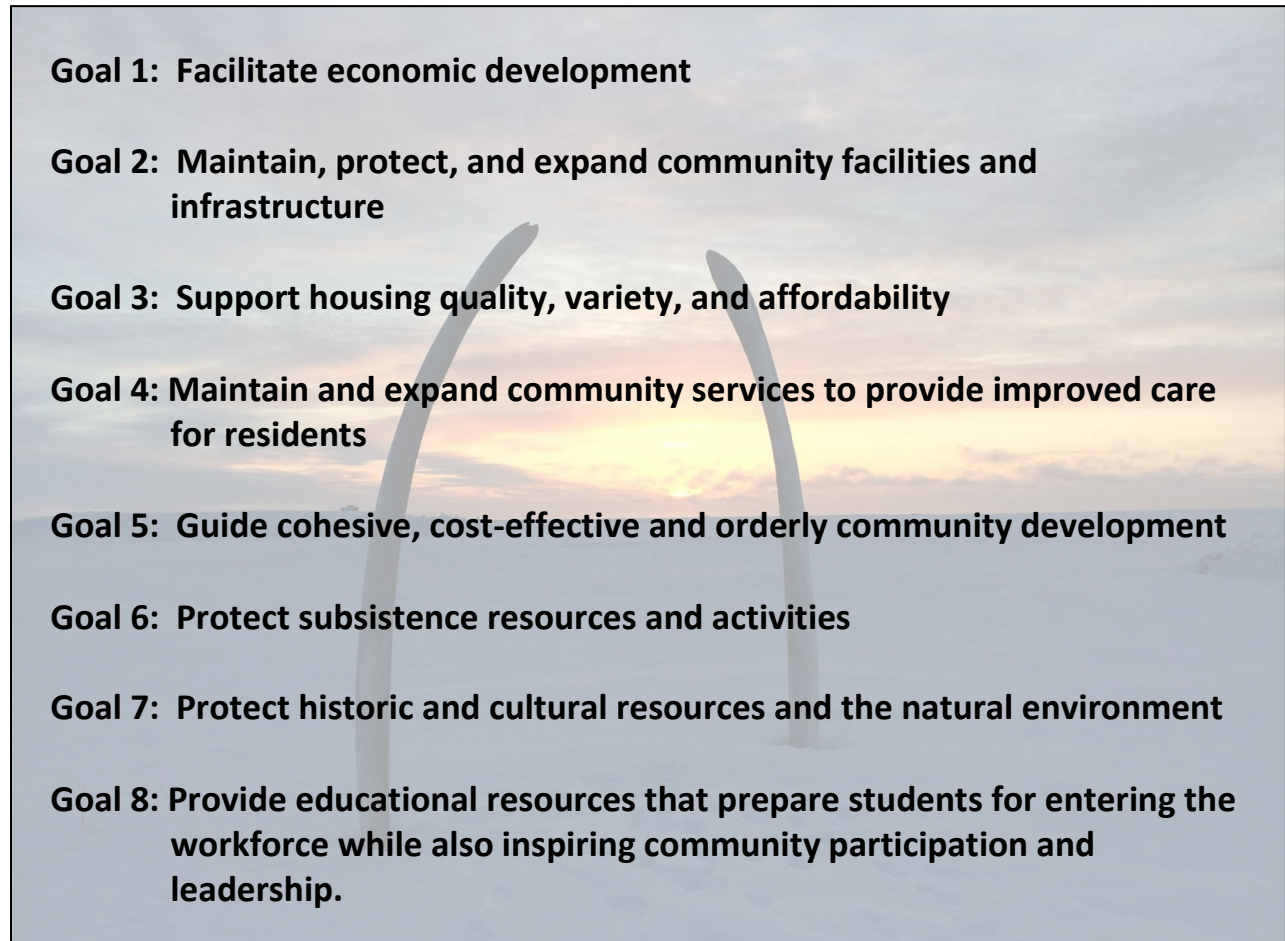 Goal 1: Facilitate economic development
Goal 2: Maintain, protect, and expand community facilities and
infrastructure
Goal 3: Support housing quality, variety, and affordability
Goal 4: Maintain and expand community services to provide improved care
for residents
Goal 5: Guide cohesive, cost-effective and orderly community development
Goal 6: Protect subsistence resources and activities
Goal 7: Protect historic and cultural resources and the natural environment
Goal 8: Provide educational resources that prepare students for entering the
workforce while also inspiring community participation and
leadership.